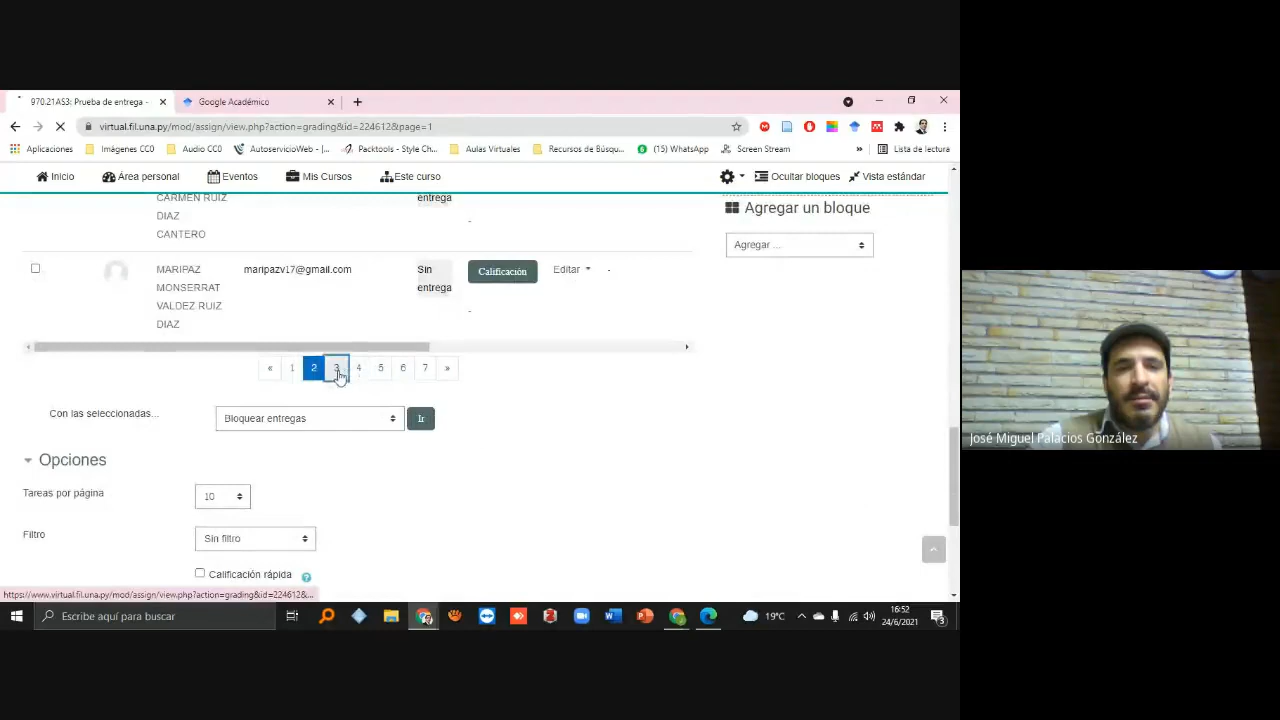 970.21AS3: Prueba de entrega -
Google Académico
virtual.fil.una.py/mod/assign/view.php?action=grading&id=224612&page=1
Aplicaciones
Imágenes CC0
Audio CC0
AutoservicioWeb - |...
Packtools - Style Ch...
Aulas Virtuales
Recursos de Búsqu...
(15) WhatsApp
Screen Stream
»
Lista de lectura
Inicio
Área personal
Eventos
Mis Cursos
Este curso
Ocultar bloques
Vista estándar
CARMEN RUIZ
DIAZ
CANTERO
entrega
-
Agregar un bloque
Agregar ...
MARIPAZ
MONSERRAT
VALDEZ RUIZ
DIAZ
maripazv17@gmail.com
Sin
entrega
Calificación
-
Editar
-
« 1 2 3 4 5 6 7 »
Con las seleccionadas...
Bloquear entregas
Ir
Opciones
Tareas por página
10
Filtro
Sin filtro
Calificación rápida
https://www.virtual.fil.una.py/mod/assign/view.php?action=grading&id=224612&...
Escribe aquí para buscar
19°C
16:52
24/6/2021
3
José Miguel Palacios González